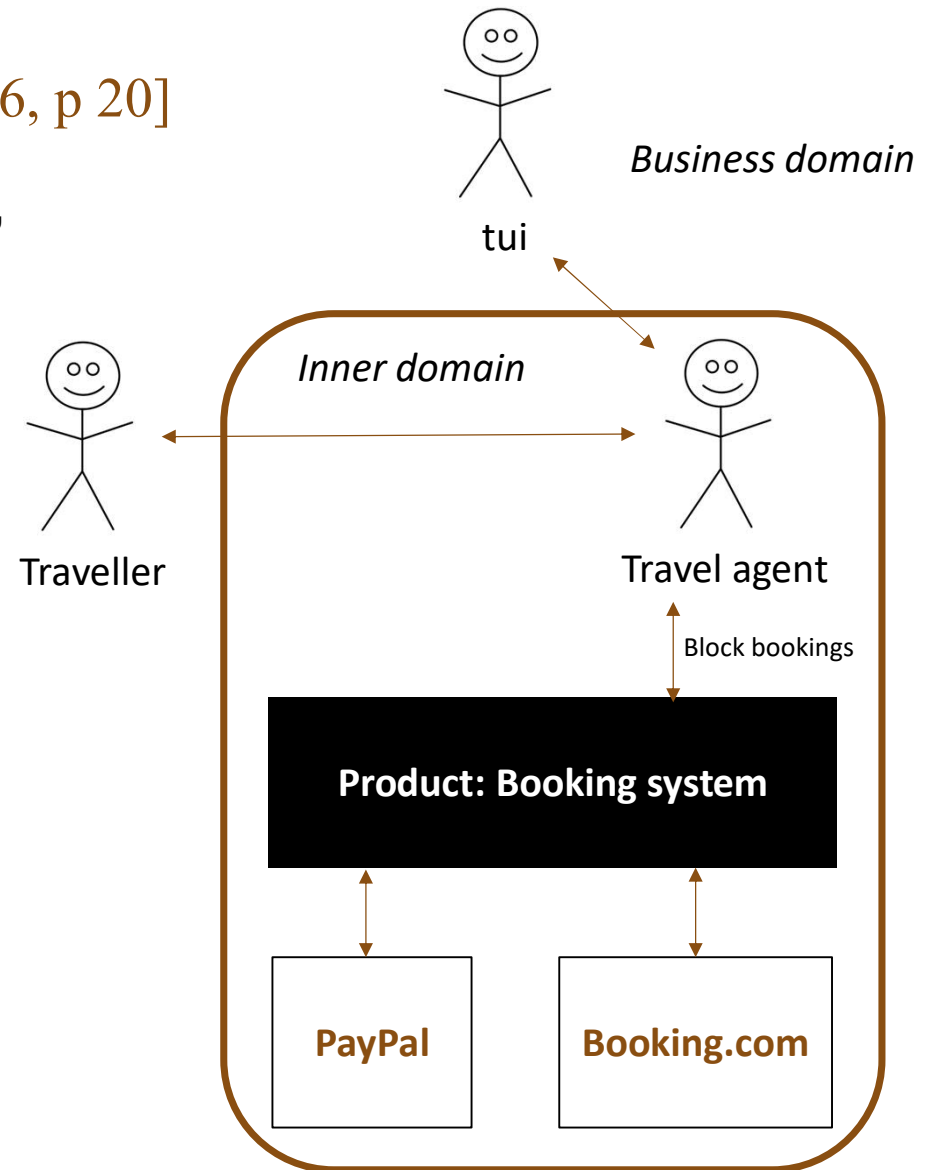 6, p 20]
Business domain
tui
Inner domain
Traveller
Travel agent
Block bookings
Product: Booking system
PayPal
Booking.com